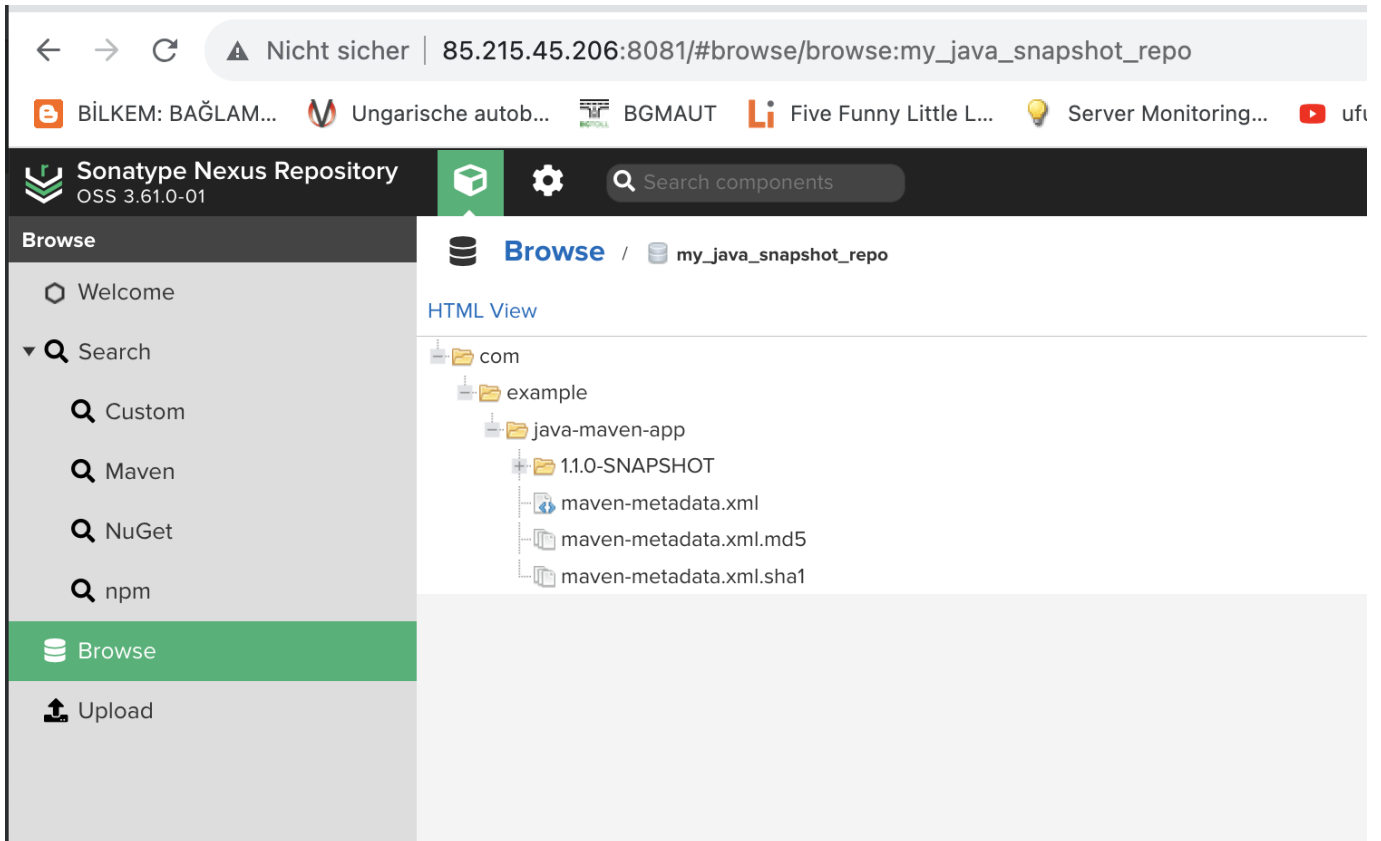 Nicht sicher 85.215.45.206:8081/#browse/browse:my_java_snapshot_repo
BİLKEM: BAĞLAM... Ungarische autob... BGMAUT Five Funny Little L... Server Monitoring... ufu
Sonatype Nexus Repository
OSS 3.61.0-01
Search components
Browse
Welcome
Search
Custom
Maven
NuGet
npm
Browse
Upload
Browse / my_java_snapshot_repo
HTML View
com
example
java-maven-app
1.1.0-SNAPSHOT
maven-metadata.xml
maven-metadata.xml.md5
maven-metadata.xml.sha1